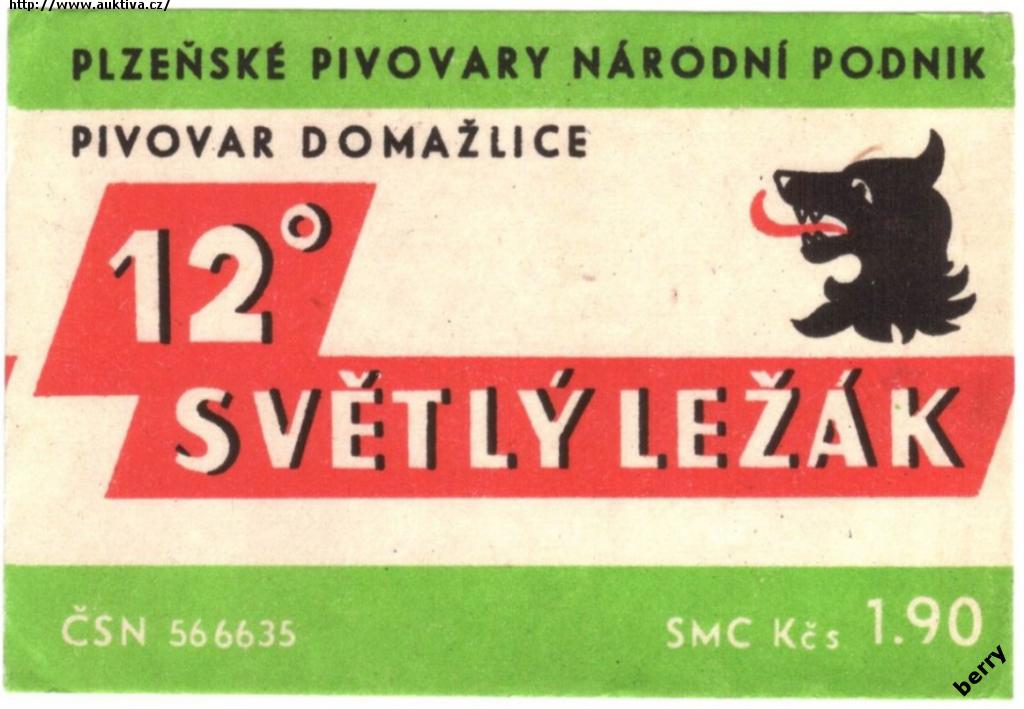 http://www.auktiva.cz/
PLZEŇSKÉ PIVOVARY NÁRODNÍ PODNIK
PIVOVAR DOMAŽLICE
12°
SVĚTLÝ LEŽÁK
ČSN 566635
SMC Kčs 1.90
berry